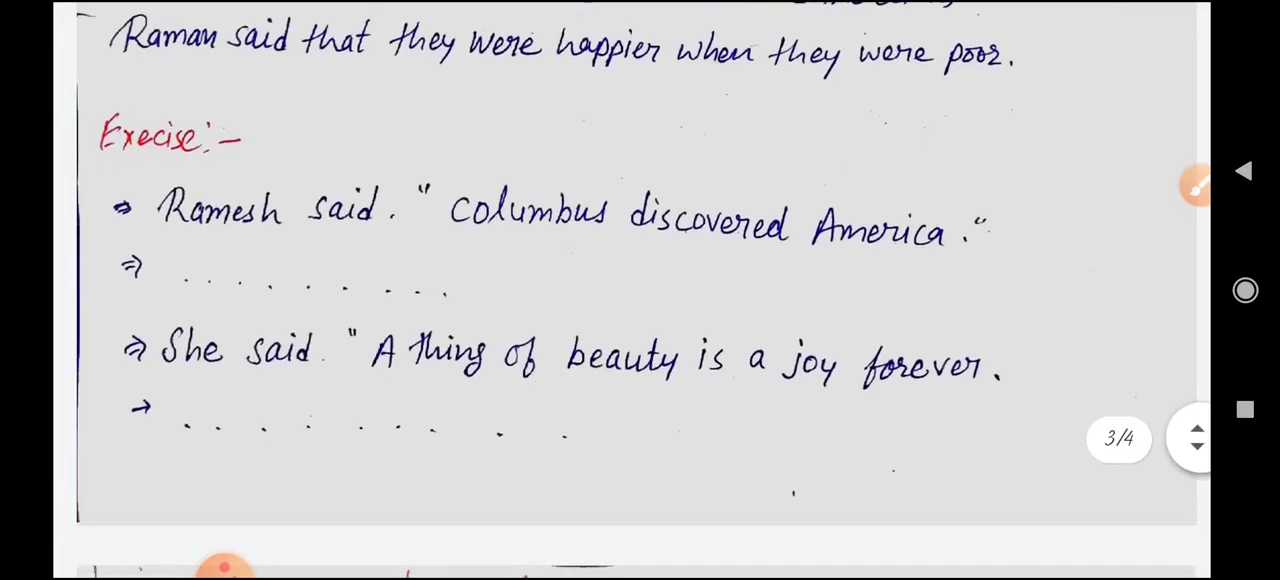 Raman said that they were happier when they were poor.
Execise:-
⇒ Ramesh said. " Columbus discovered America."
⇒ .........
⇒ She said. "A thing of beauty is a joy forever.
→ .........
3/4